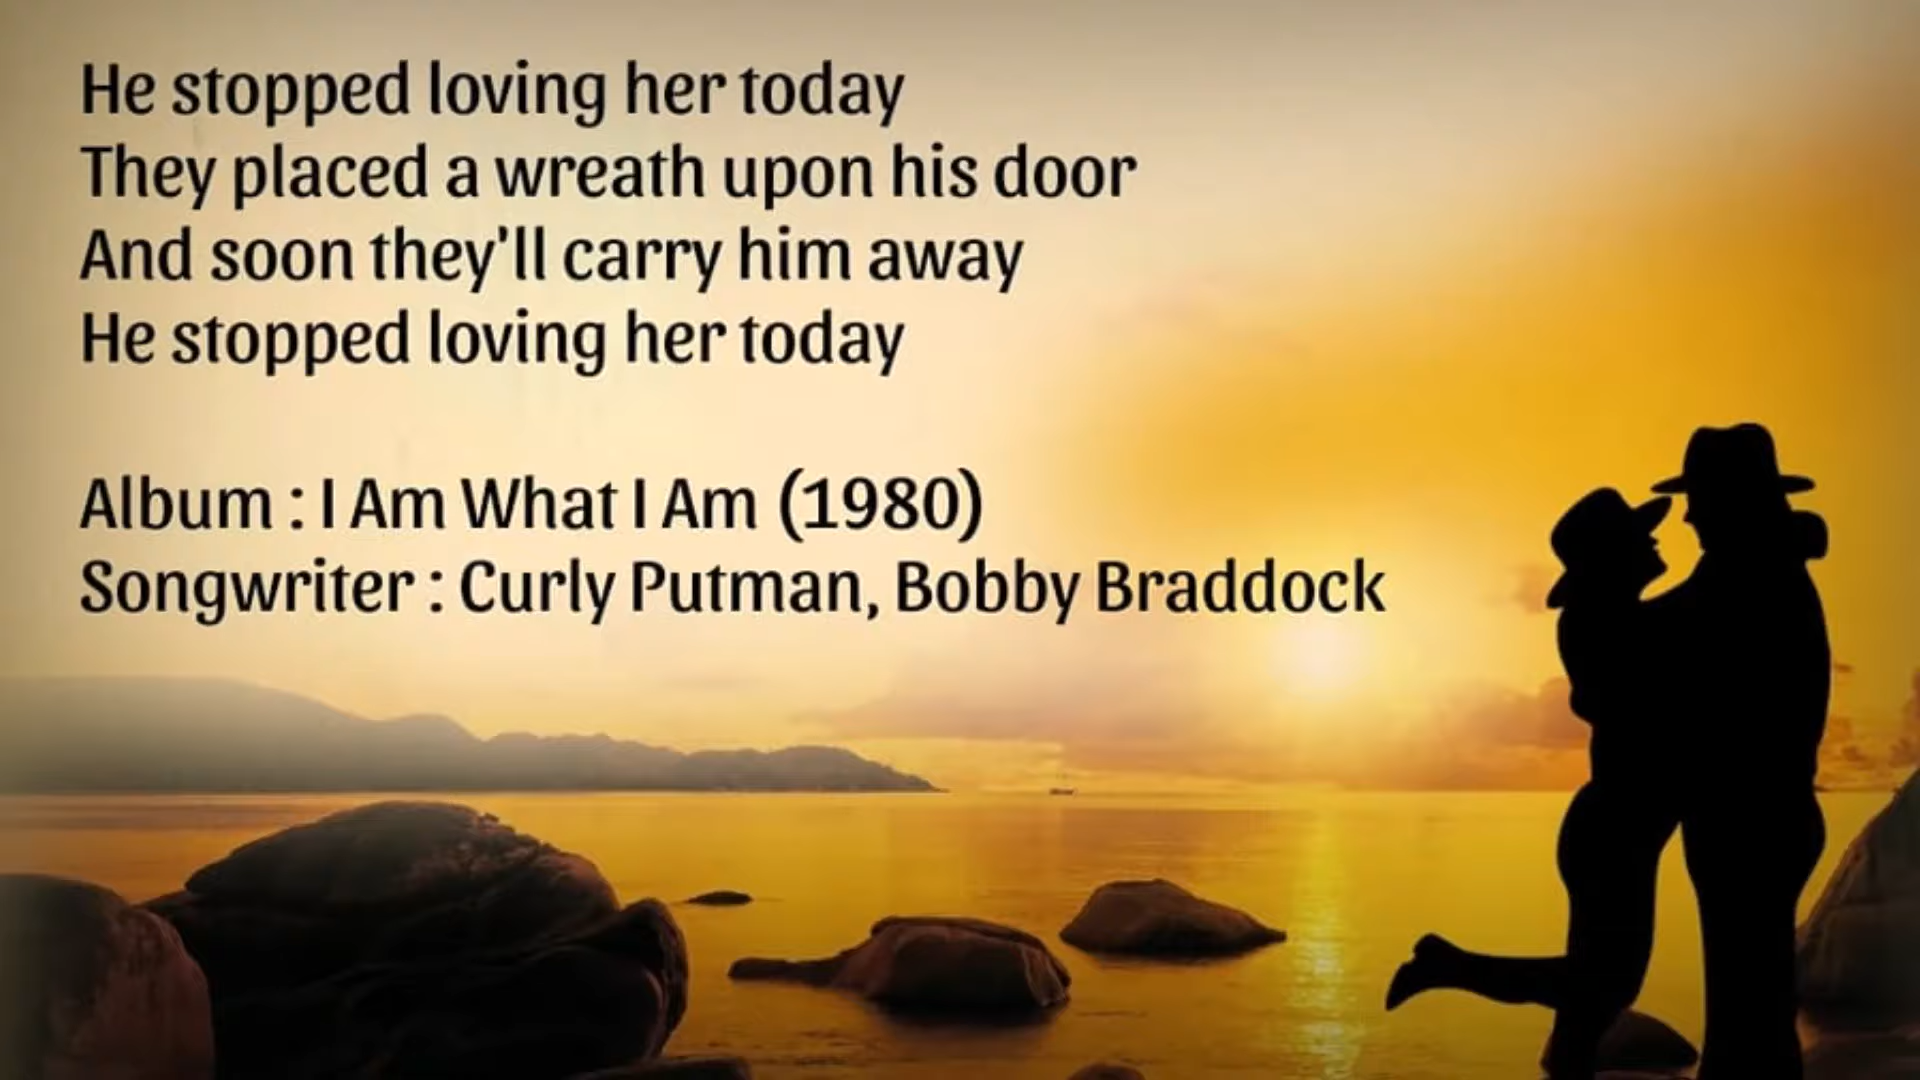 He stopped loving her today
They placed a wreath upon his door
And soon they'll carry him away
He stopped loving her today
Album : I Am What I Am (1980)
Songwriter : Curly Putman, Bobby Braddock